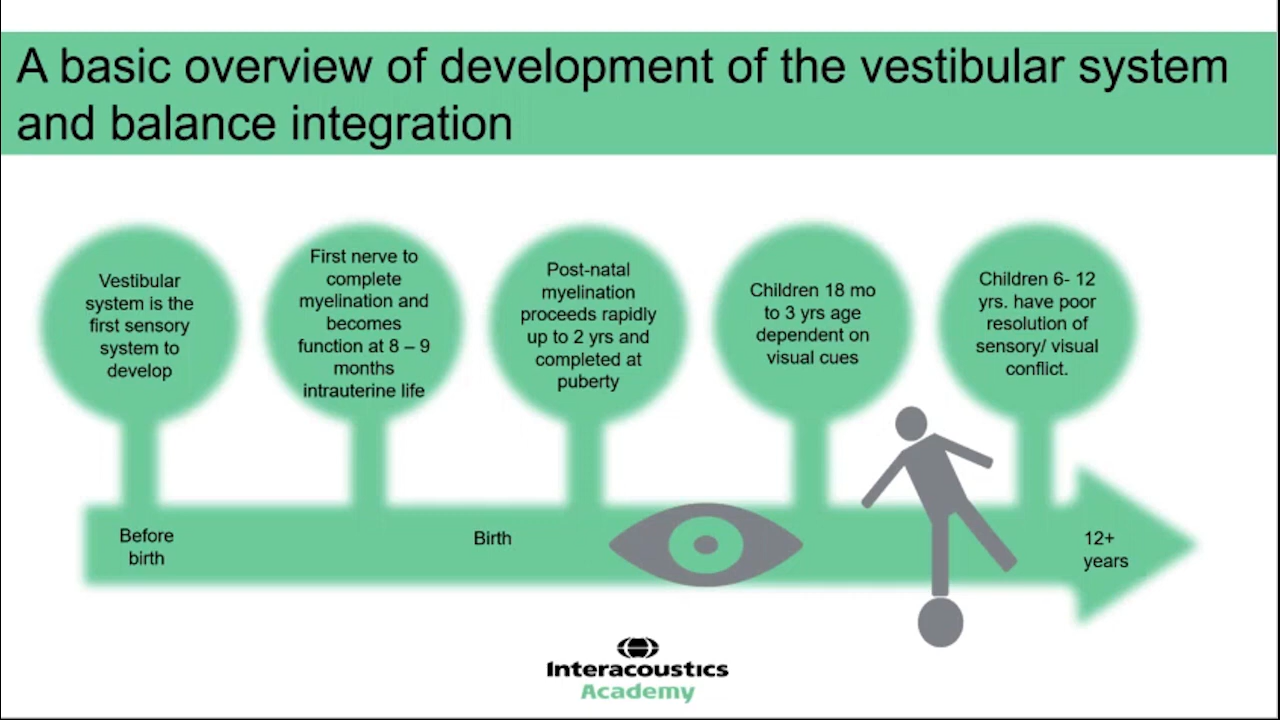 A basic overview of development of the vestibular system
and balance integration
Vestibular
system is the
first sensory
system to
develop
First nerve to
complete
myelination and
becomes
function at 8 – 9
months
intrauterine life
Post-natal
myelination
proceeds rapidly
up to 2 yrs and
completed at
puberty
Children 18 mo
to 3 yrs age
dependent on
visual cues
Children 6- 12
yrs. have poor
resolution of
sensory/ visual
conflict.
Before
birth
Birth
12+
years
Interacoustics
Academy